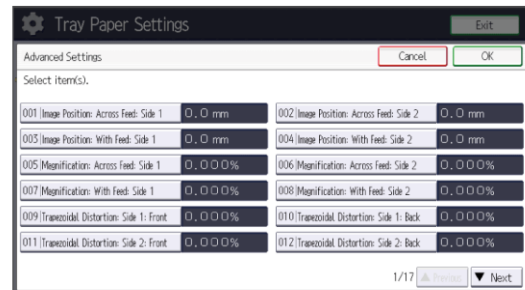 Tray Paper Settings Exit
Advanced Settings Cancel OK
Select item(s).
001 Image Position: Across Feed: Side 1 0.0 mm 002 Image Position: Across Feed: Side 2 0.0 mm
003 Image Position: With Feed: Side 1 0.0 mm 004 Image Position: With Feed: Side 2 0.0 mm
005 Magnification: Across Feed: Side 1 0.000% 006 Magnification: Across Feed: Side 2 0.000%
007 Magnification: With Feed: Side 1 0.000% 008 Magnification: With Feed: Side 2 0.000%
009 Trapezoidal Distortion: Side 1: Front 0.000% 010 Trapezoidal Distortion: Side 1: Back 0.000%
011 Trapezoidal Distortion: Side 2: Front 0.000% 012 Trapezoidal Distortion: Side 2: Back 0.000%
1/17 ▲ ▼ Next